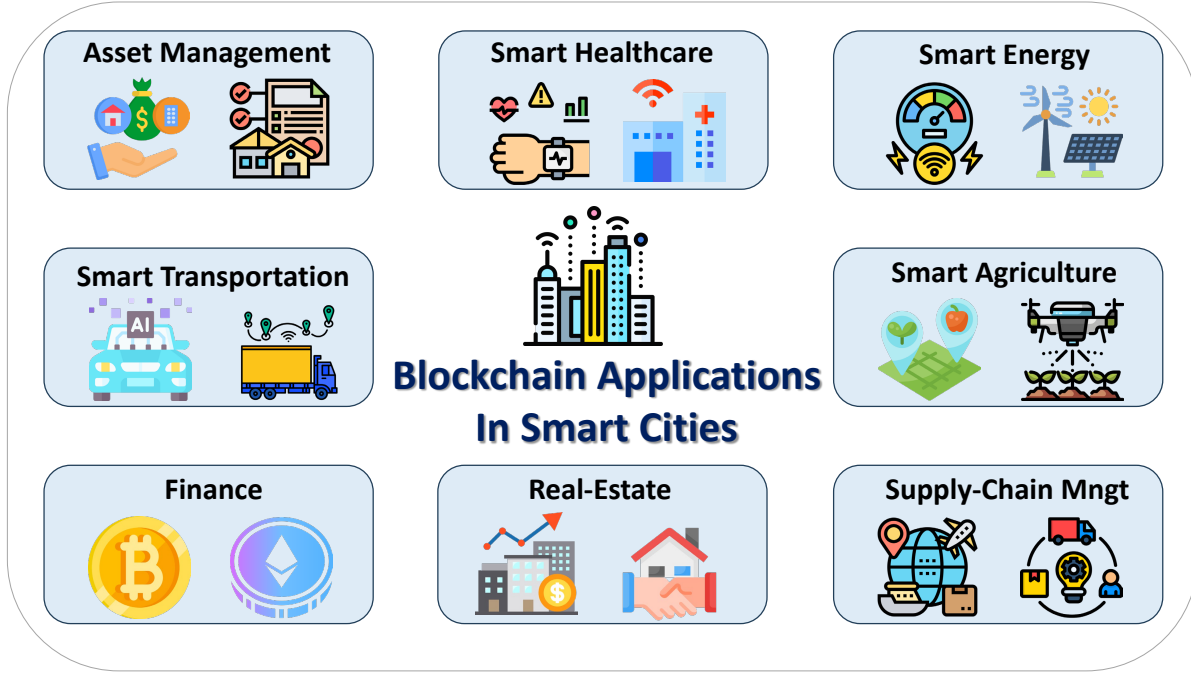 Asset Management
Smart Healthcare
Smart Energy
Smart Transportation
AI
Smart Agriculture
Blockchain Applications
In Smart Cities
Finance
Real-Estate
Supply-Chain Mngt